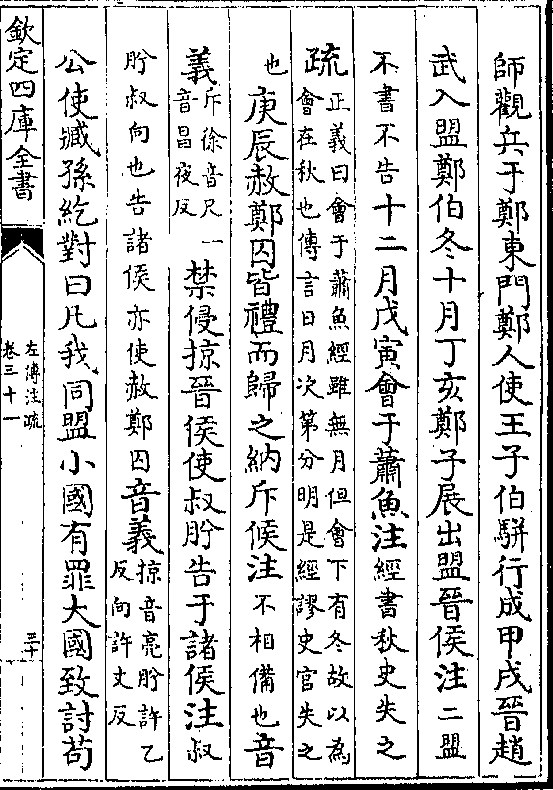 師觀兵于鄭東門鄭人使王子伯駢行成甲戌晉趙
武入盟鄭伯冬十月丁亥鄭子展出盟晉侯注二盟
不書不告十二月戊寅會于蕭魚注經書秋史失之
疏正義曰會于蕭魚經雖無月但會下有冬故以為
會在秋也傳言日月次第分明是經謬史官失之
也庚辰赦鄭囚皆禮而歸之納斥候注不相備也音
義斥徐音尺一
音昌夜反
禁侵掠晉侯使叔肸告于諸侯注叔
肸叔向也告諸侯亦使赦鄭囚音義掠音亮肸許乙
反向許丈反
公使臧孫紇對曰凡我同盟小國有罪大國致討苟
欽定四庫全書
左傳注疏
卷三十一
三十